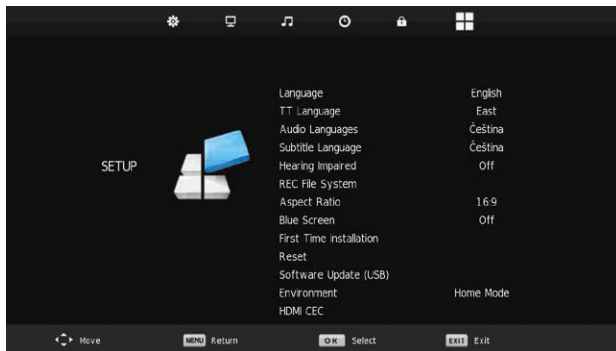 SETUP
Language English
TT Language East
Audio Languages Čeština
Subtitle Language Čeština
Hearing Impaired Off
REC File System
Aspect Ratio 16:9
Blue Screen Off
First Time Installation
Reset
Software Update (USB)
Environment Home Mode
HDMI CEC
Move MENU Return OK Select EXIT Exit